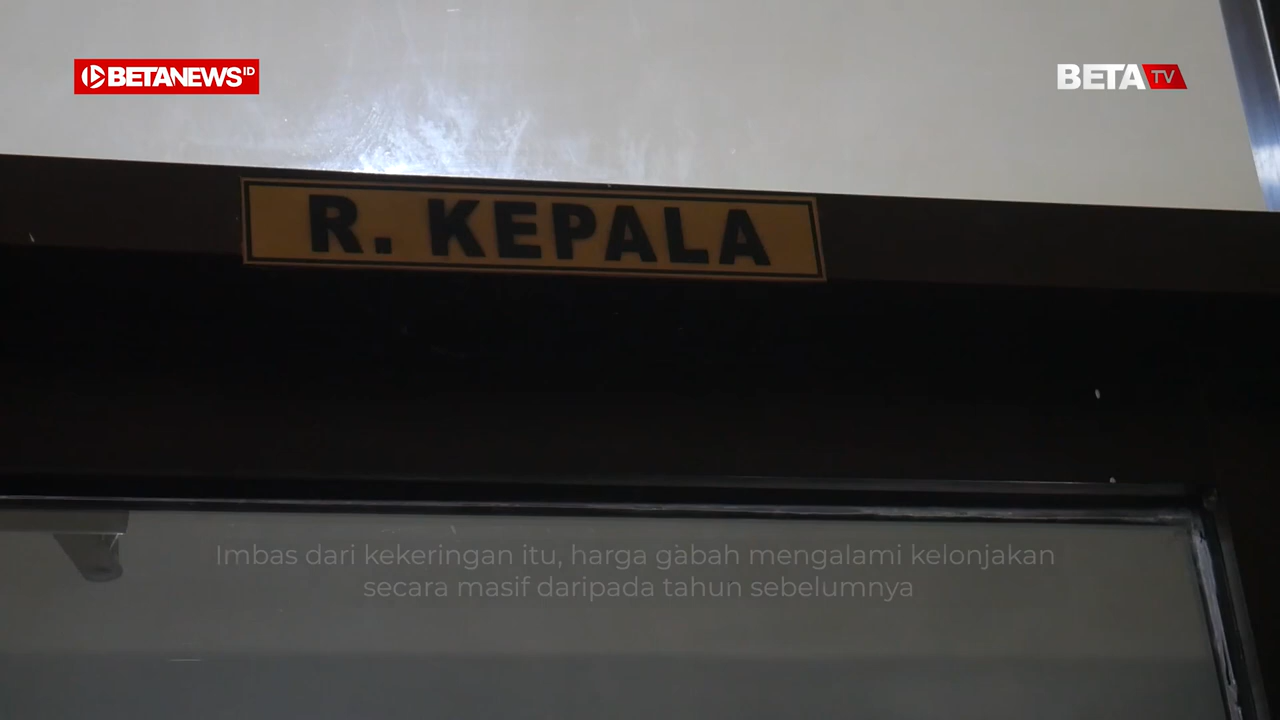 BETANEWS ID
BETA TV
R. KEPALA
Imbas dari kekeringan itu, harga gabah mengalami kelonjakan
secara masif daripada tahun sebelumnya